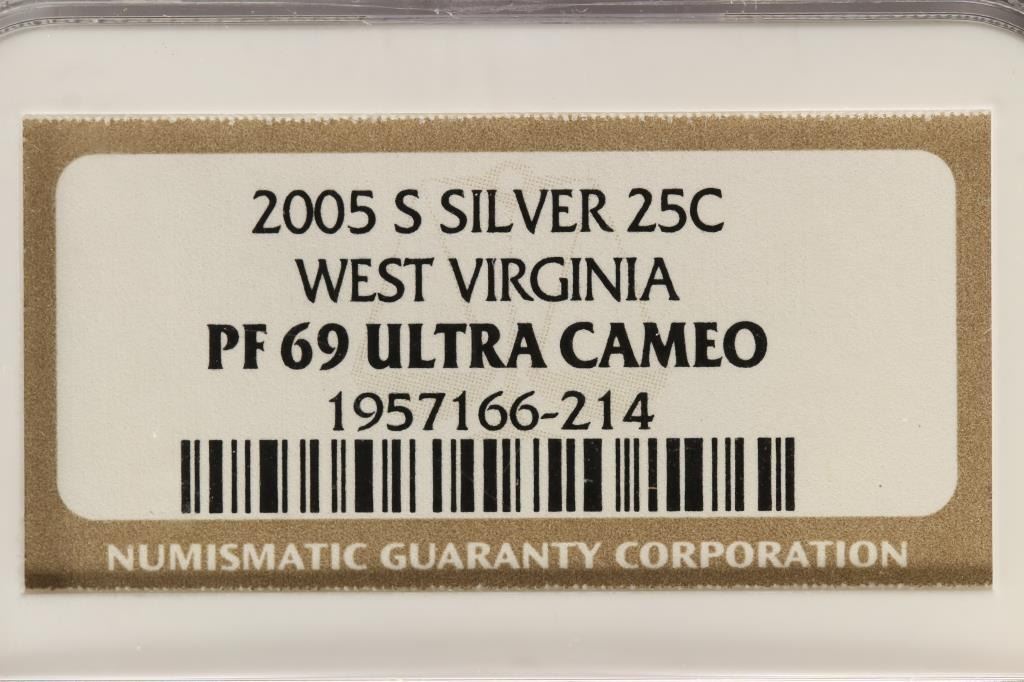 2005 S SILVER 25C
WEST VIRGINIA
PF 69 ULTRA CAMEO
1957166-214
NUMISMATIC GUARANTY CORPORATION